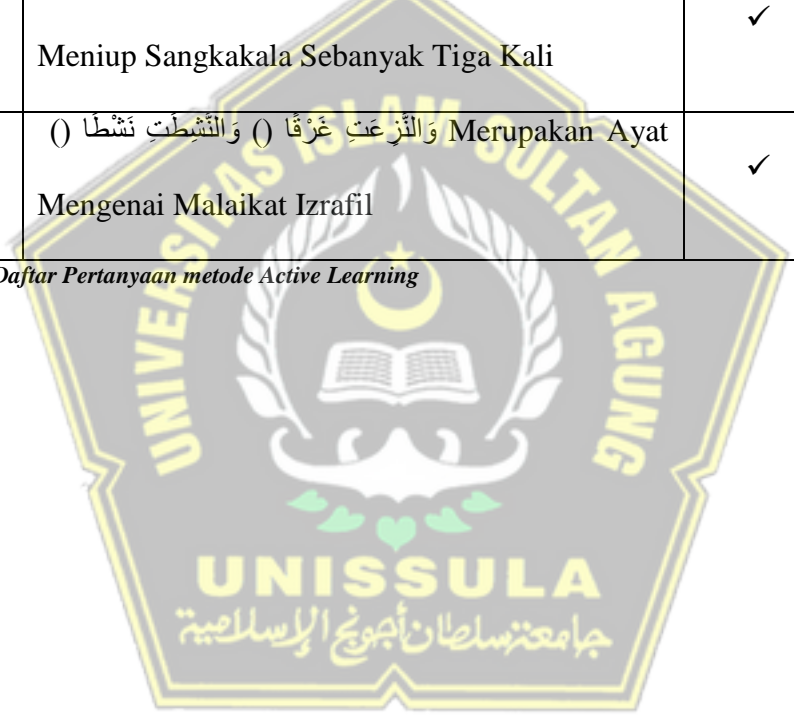 Meniup Sangkakala Sebanyak Tiga Kali
✓
وَالنَّزِعَتِ غَرْقًا () وَالنَّشِطَتِ نَشْطًا () Merupakan Ayat
Mengenai Malaikat Izrafil
✓
Daftar Pertanyaan metode Active Learning
UNIVERSITAS ISLAM SULTAN AGUNG
UNISSULA
جامعة سلطان أجونج الإسلامية